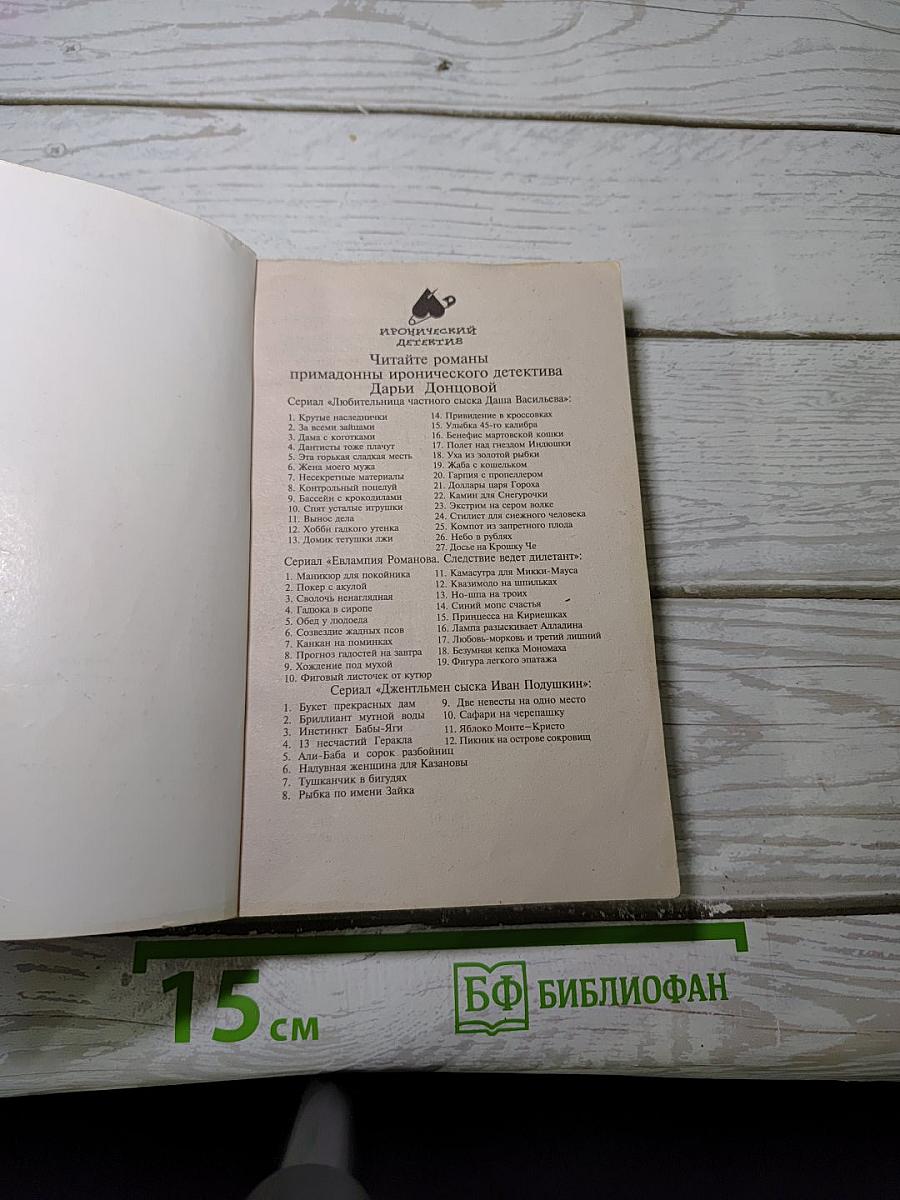 ИРОНИЧЕСКИЙ
ДЕТЕКТИВ
Читайте романы
примадонны иронического детектива
Дарьи Донцовой
Сериал «Любительница частного сыска Даша Васильева»:
1. Крутые наследнички
2. За всеми зайцами
3. Дама с коготками
4. Дантисты тоже плачут
5. Эта горькая сладкая месть
6. Жена моего мужа
7. Несекретные материалы
8. Контрольный поцелуй
9. Бассейн с крокодилами
10. Спят усталые игрушки
11. Вынос дела
12. Хобби гадкого утенка
13. Домик тетушки лжи
14. Привидение в кроссовках
15. Улыбка 45-го калибра
16. Бенефис мартовской кошки
17. Полет над гнездом Индюшки
18. Уха из золотой рыбки
19. Жаба с кошельком
20. Гарпия с пропеллером
21. Доллары царя Гороха
22. Камин для Снегурочки
23. Экстрим на сером волке
24. Стилист для снежного человека
25. Компот из запретного плода
26. Небо в рублях
27. Досье на Крошку Че
Сериал «Евлампия Романова. Следствие ведет дилетант»:
1. Маникюр для покойника
2. Покер с акулой
3. Сволочь ненаглядная
4. Гадюка в сиропе
5. Обед у людоеда
6. Созвездие жадных псов
7. Канкан на поминках
8. Прогноз гадостей на завтра
9. Хождение под мухой
10. Фиговый листочек от кутюр
11. Камасутра для Микки-Мауса
12. Квазимодо на шпильках
13. Но-шпа на троих
14. Синий мопс счастья
15. Принцесса на Кириешках
16. Лампа разыскивает Алладина
17. Любовь-морковь и третий лишний
18. Безумная кепка Мономаха
19. Фигура легкого эпатажа
Сериал «Джентльмен сыска Иван Подушкин»:
1. Букет прекрасных дам
2. Бриллиант мутной воды
3. Инстинкт Бабы-Яги
4. 13 несчастий Геракла
5. Али-Баба и сорок разбойниц
6. Надувная женщина для Казановы
7. Тушканчик в бигудях
8. Рыбка по имени Зайка
9. Две невесты на одно место
10. Сафари на черепашку
11. Яблоко Монте-Кристо
12. Пикник на острове сокровищ
15 см
БФ БИБЛИОФАН